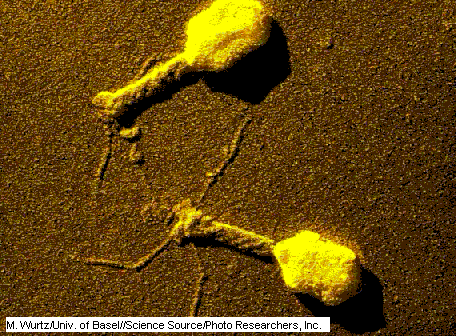 M. Wurtz/Univ. of Basel//Science Source/Photo Researchers, Inc.